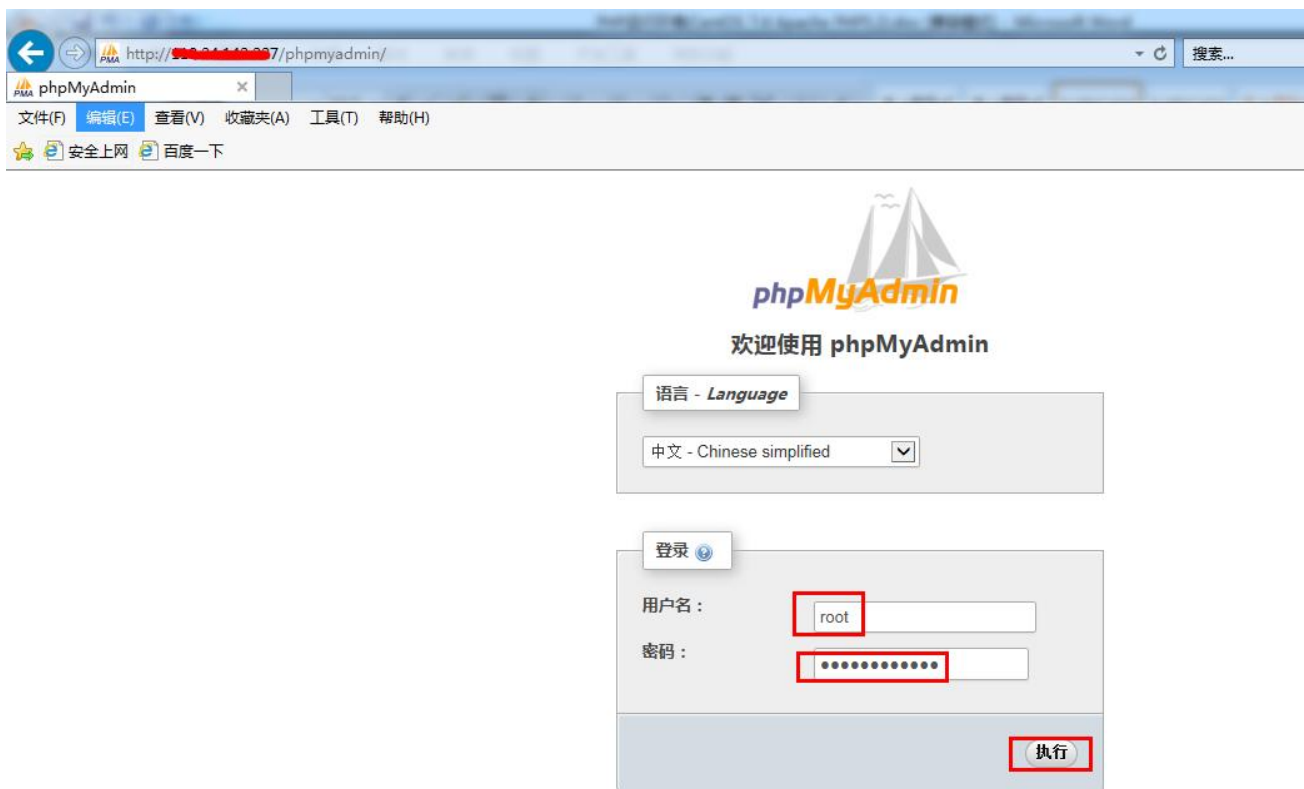 http://
7/phpmyadmin/
搜索...
phpMyAdmin
文件(F) 编辑(E) 查看(V) 收藏夹(A) 工具(T) 帮助(H)
安全上网 百度一下
phpMyAdmin
欢迎使用 phpMyAdmin
语言 - Language
中文 - Chinese simplified
登录
用户名：
root
密码：
执行